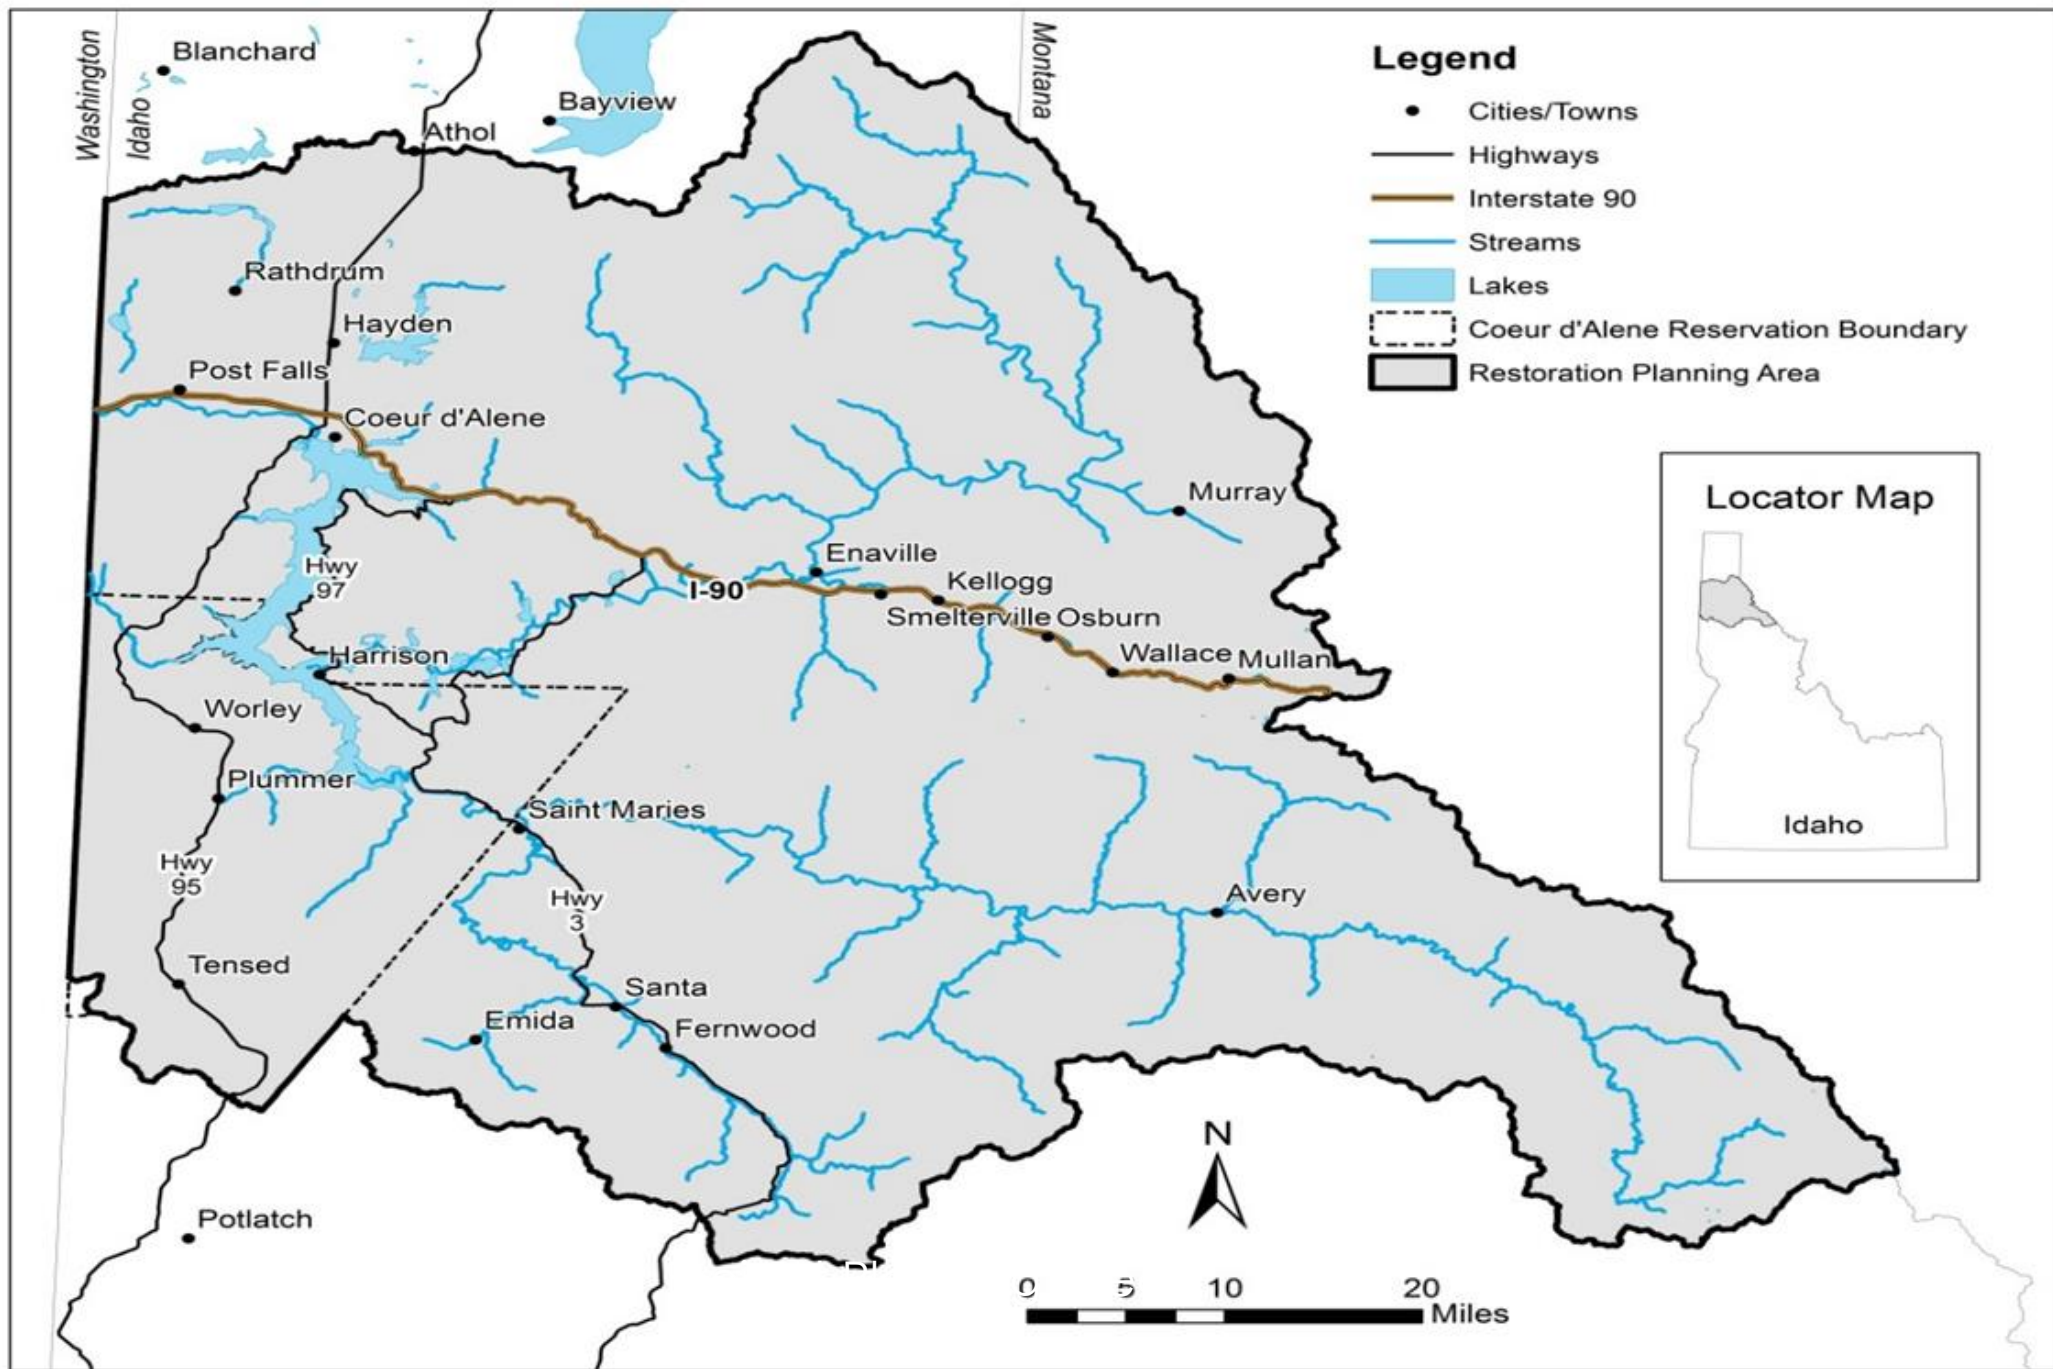 Washington
Idaho
Montana
Blanchard
Bayview
Athol
Rathdrum
Hayden
Post Falls
Coeur d'Alene
Murray
Enaville
Kellogg
I-90
Smelterville
Osburn
Wallace
Mullan
Hwy
97
Harrison
Worley
Plummer
Saint Maries
Hwy
95
Hwy
3
Avery
Tensed
Santa
Emida
Fernwood
Potlatch
Legend
Cities/Towns
Highways
Interstate 90
Streams
Lakes
Coeur d'Alene Reservation Boundary
Restoration Planning Area
Locator Map
Idaho
N
0 5 10 20
Miles